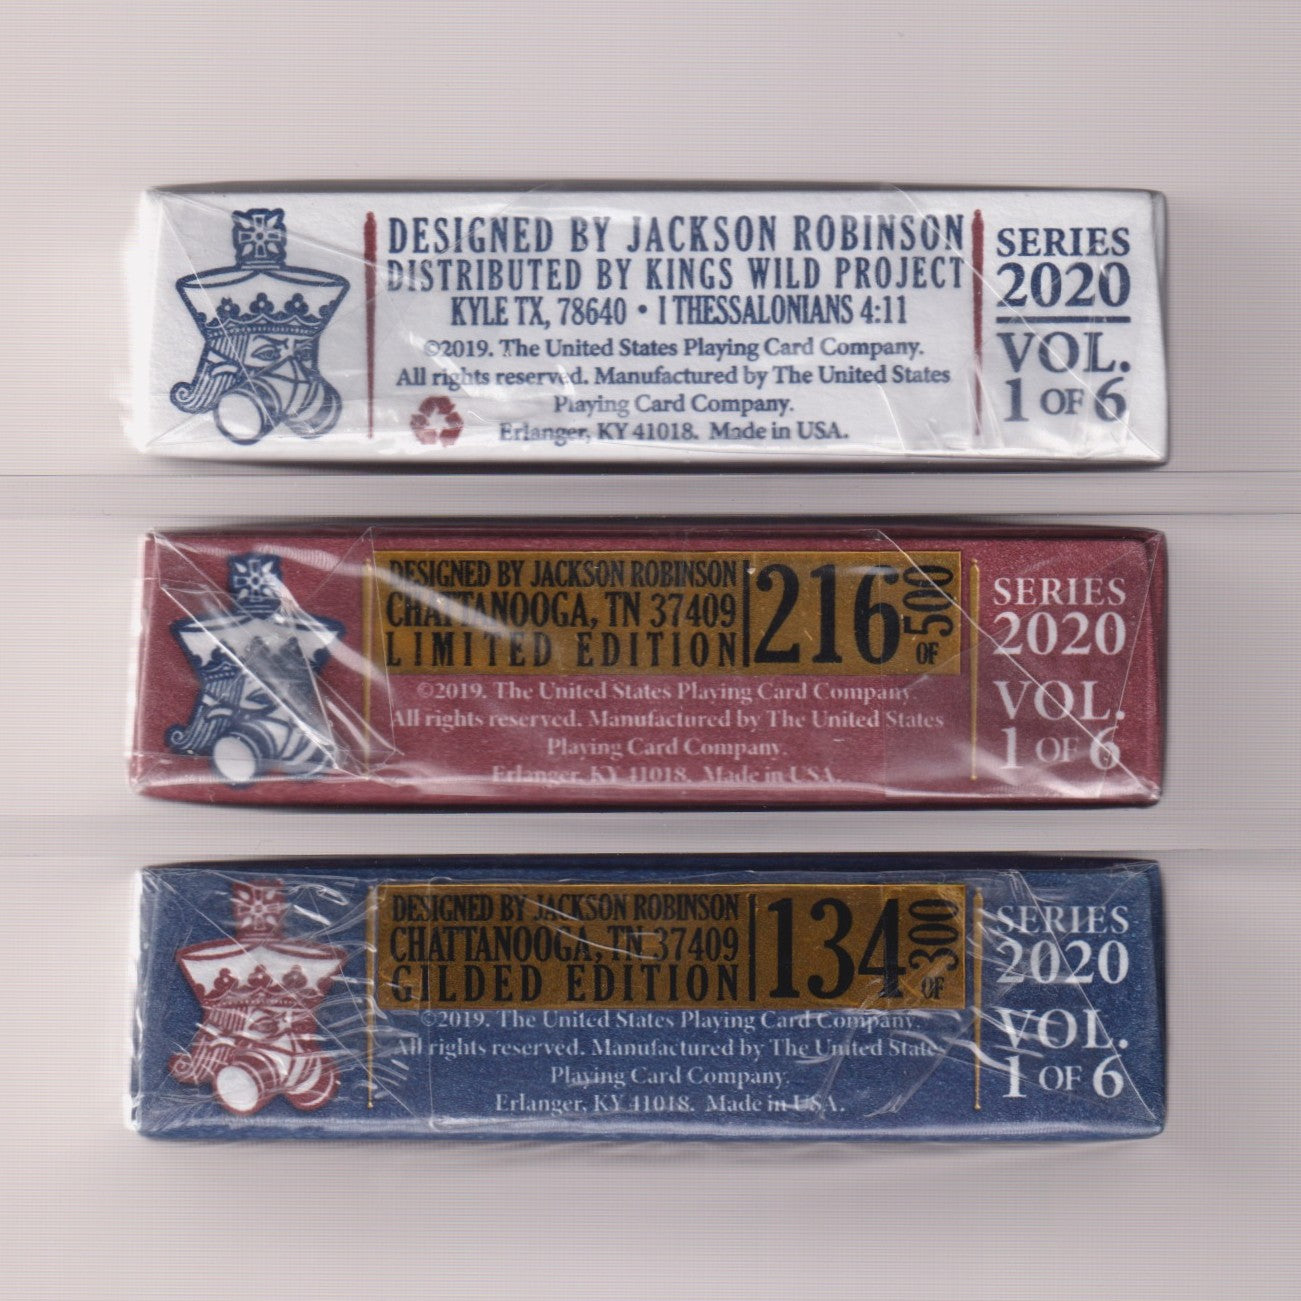 DESIGNED BY JACKSON ROBINSON
DISTRIBUTED BY KINGS WILD PROJECT
KYLE TX, 78640 • I THESSALONIANS 4:11
©2019. The United States Playing Card Company.
All rights reserved. Manufactured by The United States
Playing Card Company.
Erlanger, KY 41018. Made in USA.
SERIES
2020
VOL.
1 OF 6
DESIGNED BY JACKSON ROBINSON
CHATTANOOGA, TN 37409
LIMITED EDITION
216 OF 500
©2019. The United States Playing Card Company
All rights reserved. Manufactured by The United States
Playing Card Company.
Erlanger, KY 41018. Made in USA.
SERIES
2020
VOL.
1 OF 6
DESIGNED BY JACKSON ROBINSON
CHATTANOOGA, TN 37409
GILDED EDITION
134 OF 300
©2019. The United States Playing Card Company.
All rights reserved. Manufactured by The United States
Playing Card Company.
Erlanger, KY 41018. Made in USA.
SERIES
2020
VOL.
1 OF 6